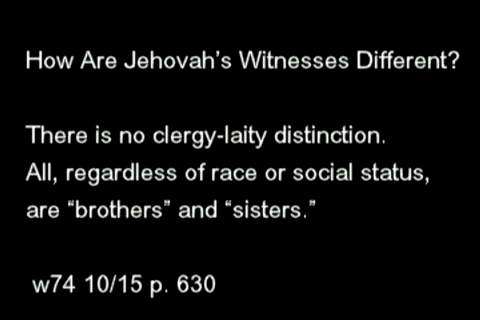 How Are Jehovah's Witnesses Different?
There is no clergy-laity distinction.
All, regardless of race or social status,
are “brothers” and “sisters.”
w74 10/15 p. 630